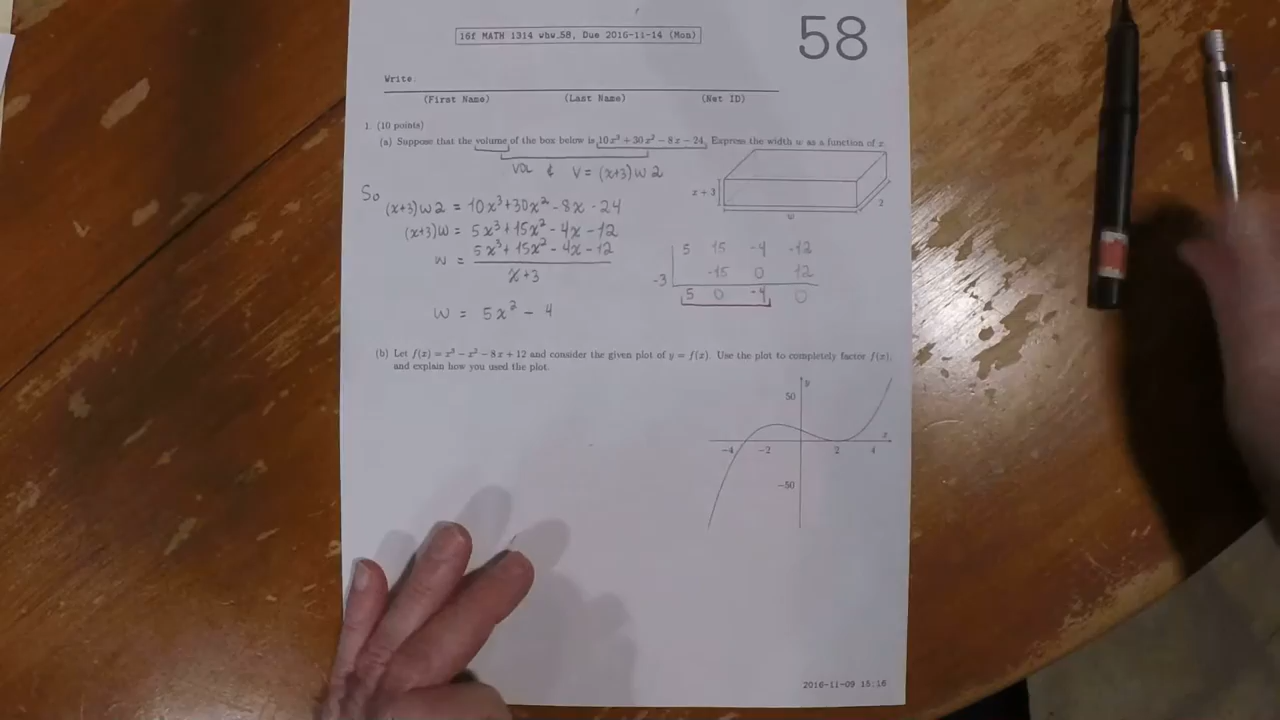 58
16f MATH 1314 whw_58, Due 2016-11-14 (Mon)
Write:
(First Name) (Last Name) (Net ID)
1. (10 points)
(a) Suppose that the volume of the box below is 10x³ + 30x² − 8x − 24. Express the width w as a function of x.
VOL & V = (x+3) w 2
x + 3
2
w
So
(x+3) w 2 = 10x³+30x²-8x-24
(x+3)w = 5x³+15x²-4x-12
w = 5x³+15x²-4x-12
x+3
w = 5x² - 4
5 15 -4 -12
-3 -15 0 12
5 0 -4 0
(b) Let f(x) = x³ − x² − 8x + 12 and consider the given plot of y = f(x). Use the plot to completely factor f(x),
and explain how you used the plot.
y
50
x
−4 −2 2 4
−50
2016-11-09 15:16